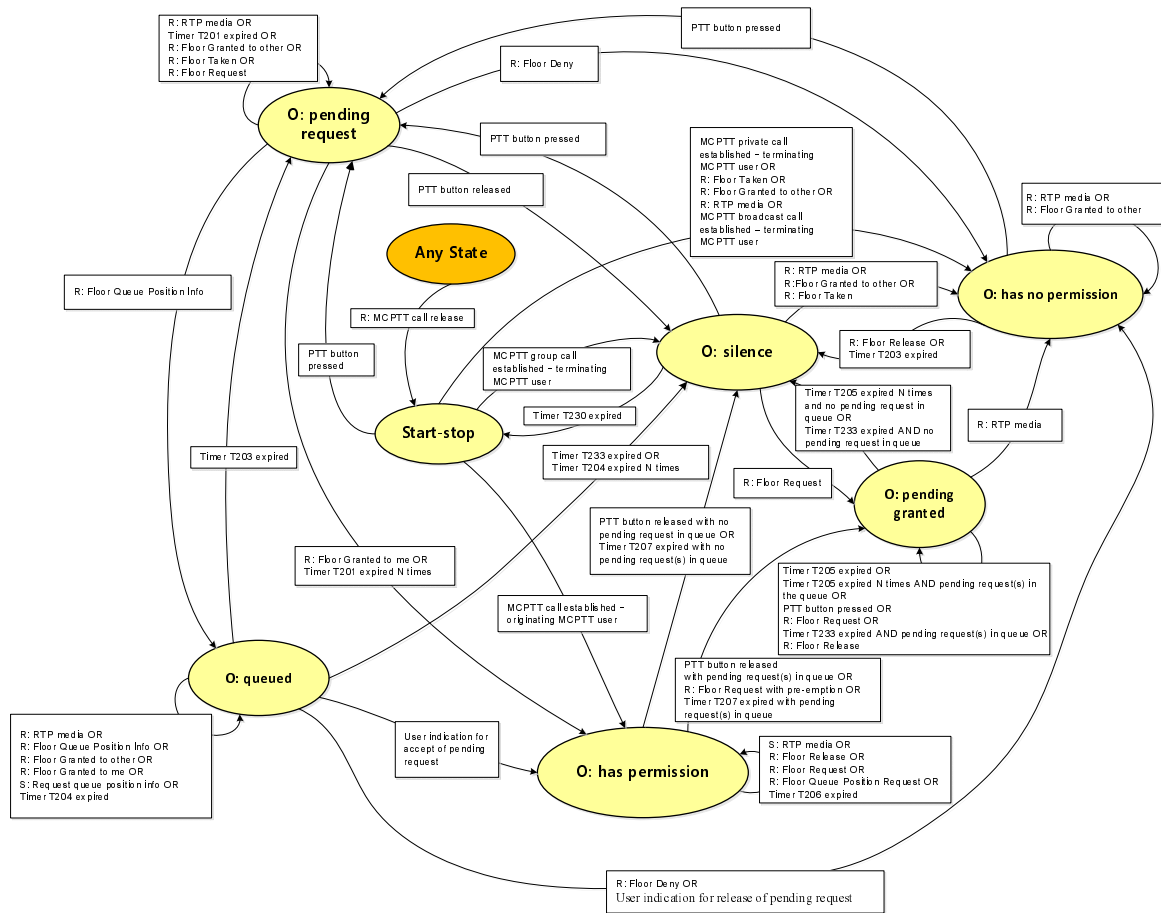 R: RTP media OR
Timer T201 expired OR
R: Floor Granted to other OR
R: Floor Taken OR
R: Floor Request
PTT button pressed
R: Floor Deny
O: pending
request
PTT button pressed
MCPTT private call
established – terminating
MCPTT user OR
R: Floor Taken OR
R: Floor Granted to other OR
R: RTP media OR
MCPTT broadcast call
established – terminating
MCPTT user
PTT button released
R: RTP media OR
R: Floor Granted to other
Any State
R: Floor Queue Position Info
R: RTP media OR
R:Floor Granted to other OR
R: Floor Taken
O: has no permission
R: MCPTT call release
PTT button
pressed
MCPTT group call
established – terminating
MCPTT user
O: silence
R: Floor Release OR
Timer T203 expired
Timer T230 expired
Start-stop
Timer T205 expired N times
and no pending request in
queue OR
Timer T233 expired AND no
pending request in queue
R: RTP media
Timer T203 expired
Timer T233 expired OR
Timer T204 expired N times
R: Floor Request
O: pending
granted
PTT button released with no
pending request in queue OR
Timer T207 expired with no
pending request(s) in queue
R: Floor Granted to me OR
Timer T201 expired N times
Timer T205 expired OR
Timer T205 expired N times AND pending request(s) in
the queue OR
PTT button pressed OR
R: Floor Request OR
Timer T233 expired AND pending request(s) in queue OR
R: Floor Release
MCPTT call established –
originating MCPTT user
O: queued
PTT button released
with pending request(s) in queue OR
R: Floor Request with pre-emption OR
Timer T207 expired with pending
request(s) in queue
R: RTP media OR
R: Floor Queue Position Info OR
R: Floor Granted to other OR
R: Floor Granted to me OR
S: Request queue position info OR
Timer T204 expired
User indication for
accept of pending
request
O: has permission
S: RTP media OR
R: Floor Release OR
R: Floor Request OR
R: Floor Queue Position Request OR
Timer T206 expired
R: Floor Deny OR
User indication for release of pending request